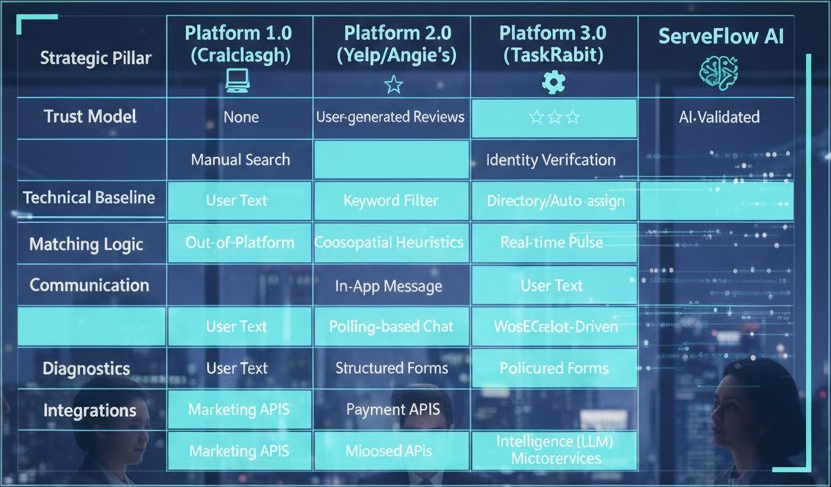 Strategic Pillar
Platform 1.0
(Cralclasgh)
Platform 2.0
(Yelp/Angie's)
Platform 3.0
(TaskRabit)
ServeFlow AI
Trust Model
None
User-generated Reviews
AI-Validated
Manual Search
Identity Verifcation
Technical Baseline
User Text
Keyword Filter
Directory/Auto-assign
Matching Logic
Out-of-Platform
Coosopatial Heuristics
Real-time Pulse
Communication
In-App Message
User Text
User Text
Polling-based Chat
Diagnostics
User Text
Structured Forms
Policured Forms
Integrations
Marketing APIS
Payment APIS
Marketing APIS
Mioosed APIs
Intelligence (LLM)
Mictorervices